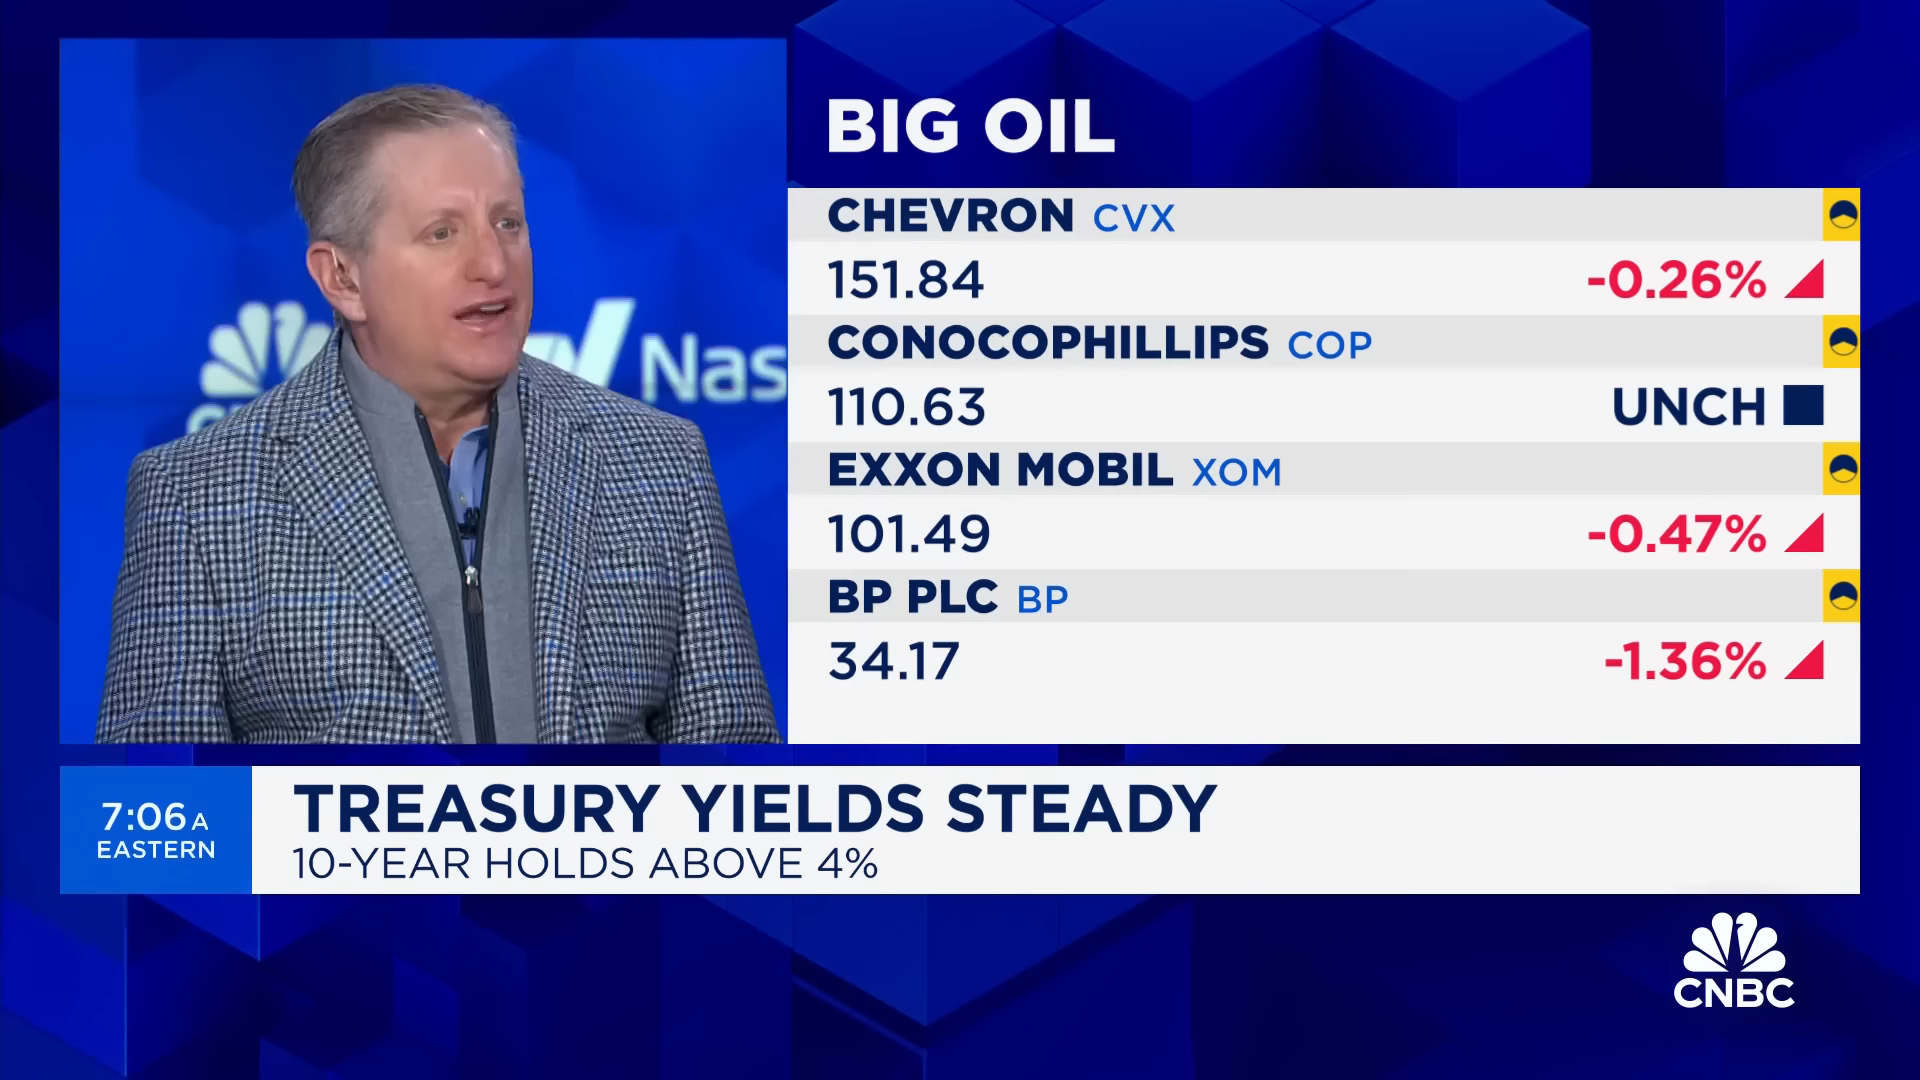 BIG OIL
CHEVRON CVX
151.84 -0.26%
CONOCOPHILLIPS COP
110.63 UNCH
EXXON MOBIL XOM
101.49 -0.47%
BP PLC BP
34.17 -1.36%
Nas
7:06 A
EASTERN
TREASURY YIELDS STEADY
10-YEAR HOLDS ABOVE 4%
CNBC